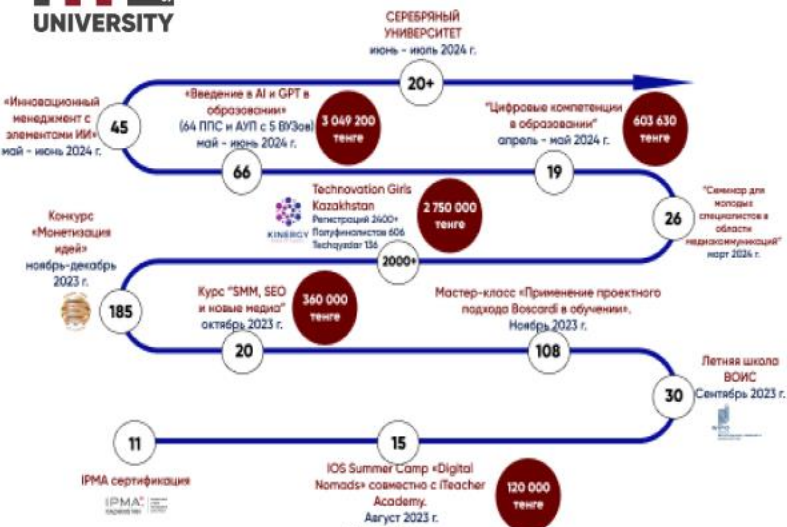 UNIVERSITY
СЕРЕБРЯНЫЙ
УНИВЕРСИТЕТ
июнь - июль 2024 г.
20+
«Инновационный
менеджмент с
элементами ИИ»
май - июнь 2024 г.
45
«Введение в AI и GPT в
образовании»
(64 ППС и АУП с 5 ВУЗов)
май - июнь 2024 г.
66
3 049 200
тенге
"Цифровые компетенции
в образовании"
апрель - май 2024 г.
19
603 630
тенге
"Семинар для
молодых
специалистов в
области
медиакоммуникаций"
март 2024 г.
26
KINERGY
Technovation Girls
Kazakhstan
Регистраций 2400+
Полуфиналистов 606
Techqyzdar 136
2 750 000
тенге
2000+
Конкурс
«Монетизация
идей»
ноябрь-декабрь
2023 г.
185
Курс "SMM, SEO
и новые медиа"
октябрь 2023 г.
20
360 000
тенге
Мастер-класс «Применение проектного
подхода Boscardi в обучении».
Ноябрь 2023 г.
108
Летняя школа
ВОИС
Сентябрь 2023 г.
30
11
IPMA сертификация
IPMA
15
IOS Summer Camp «Digital
Nomads» совместно с iTeacher
Academy.
Август 2023 г.
120 000
тенге